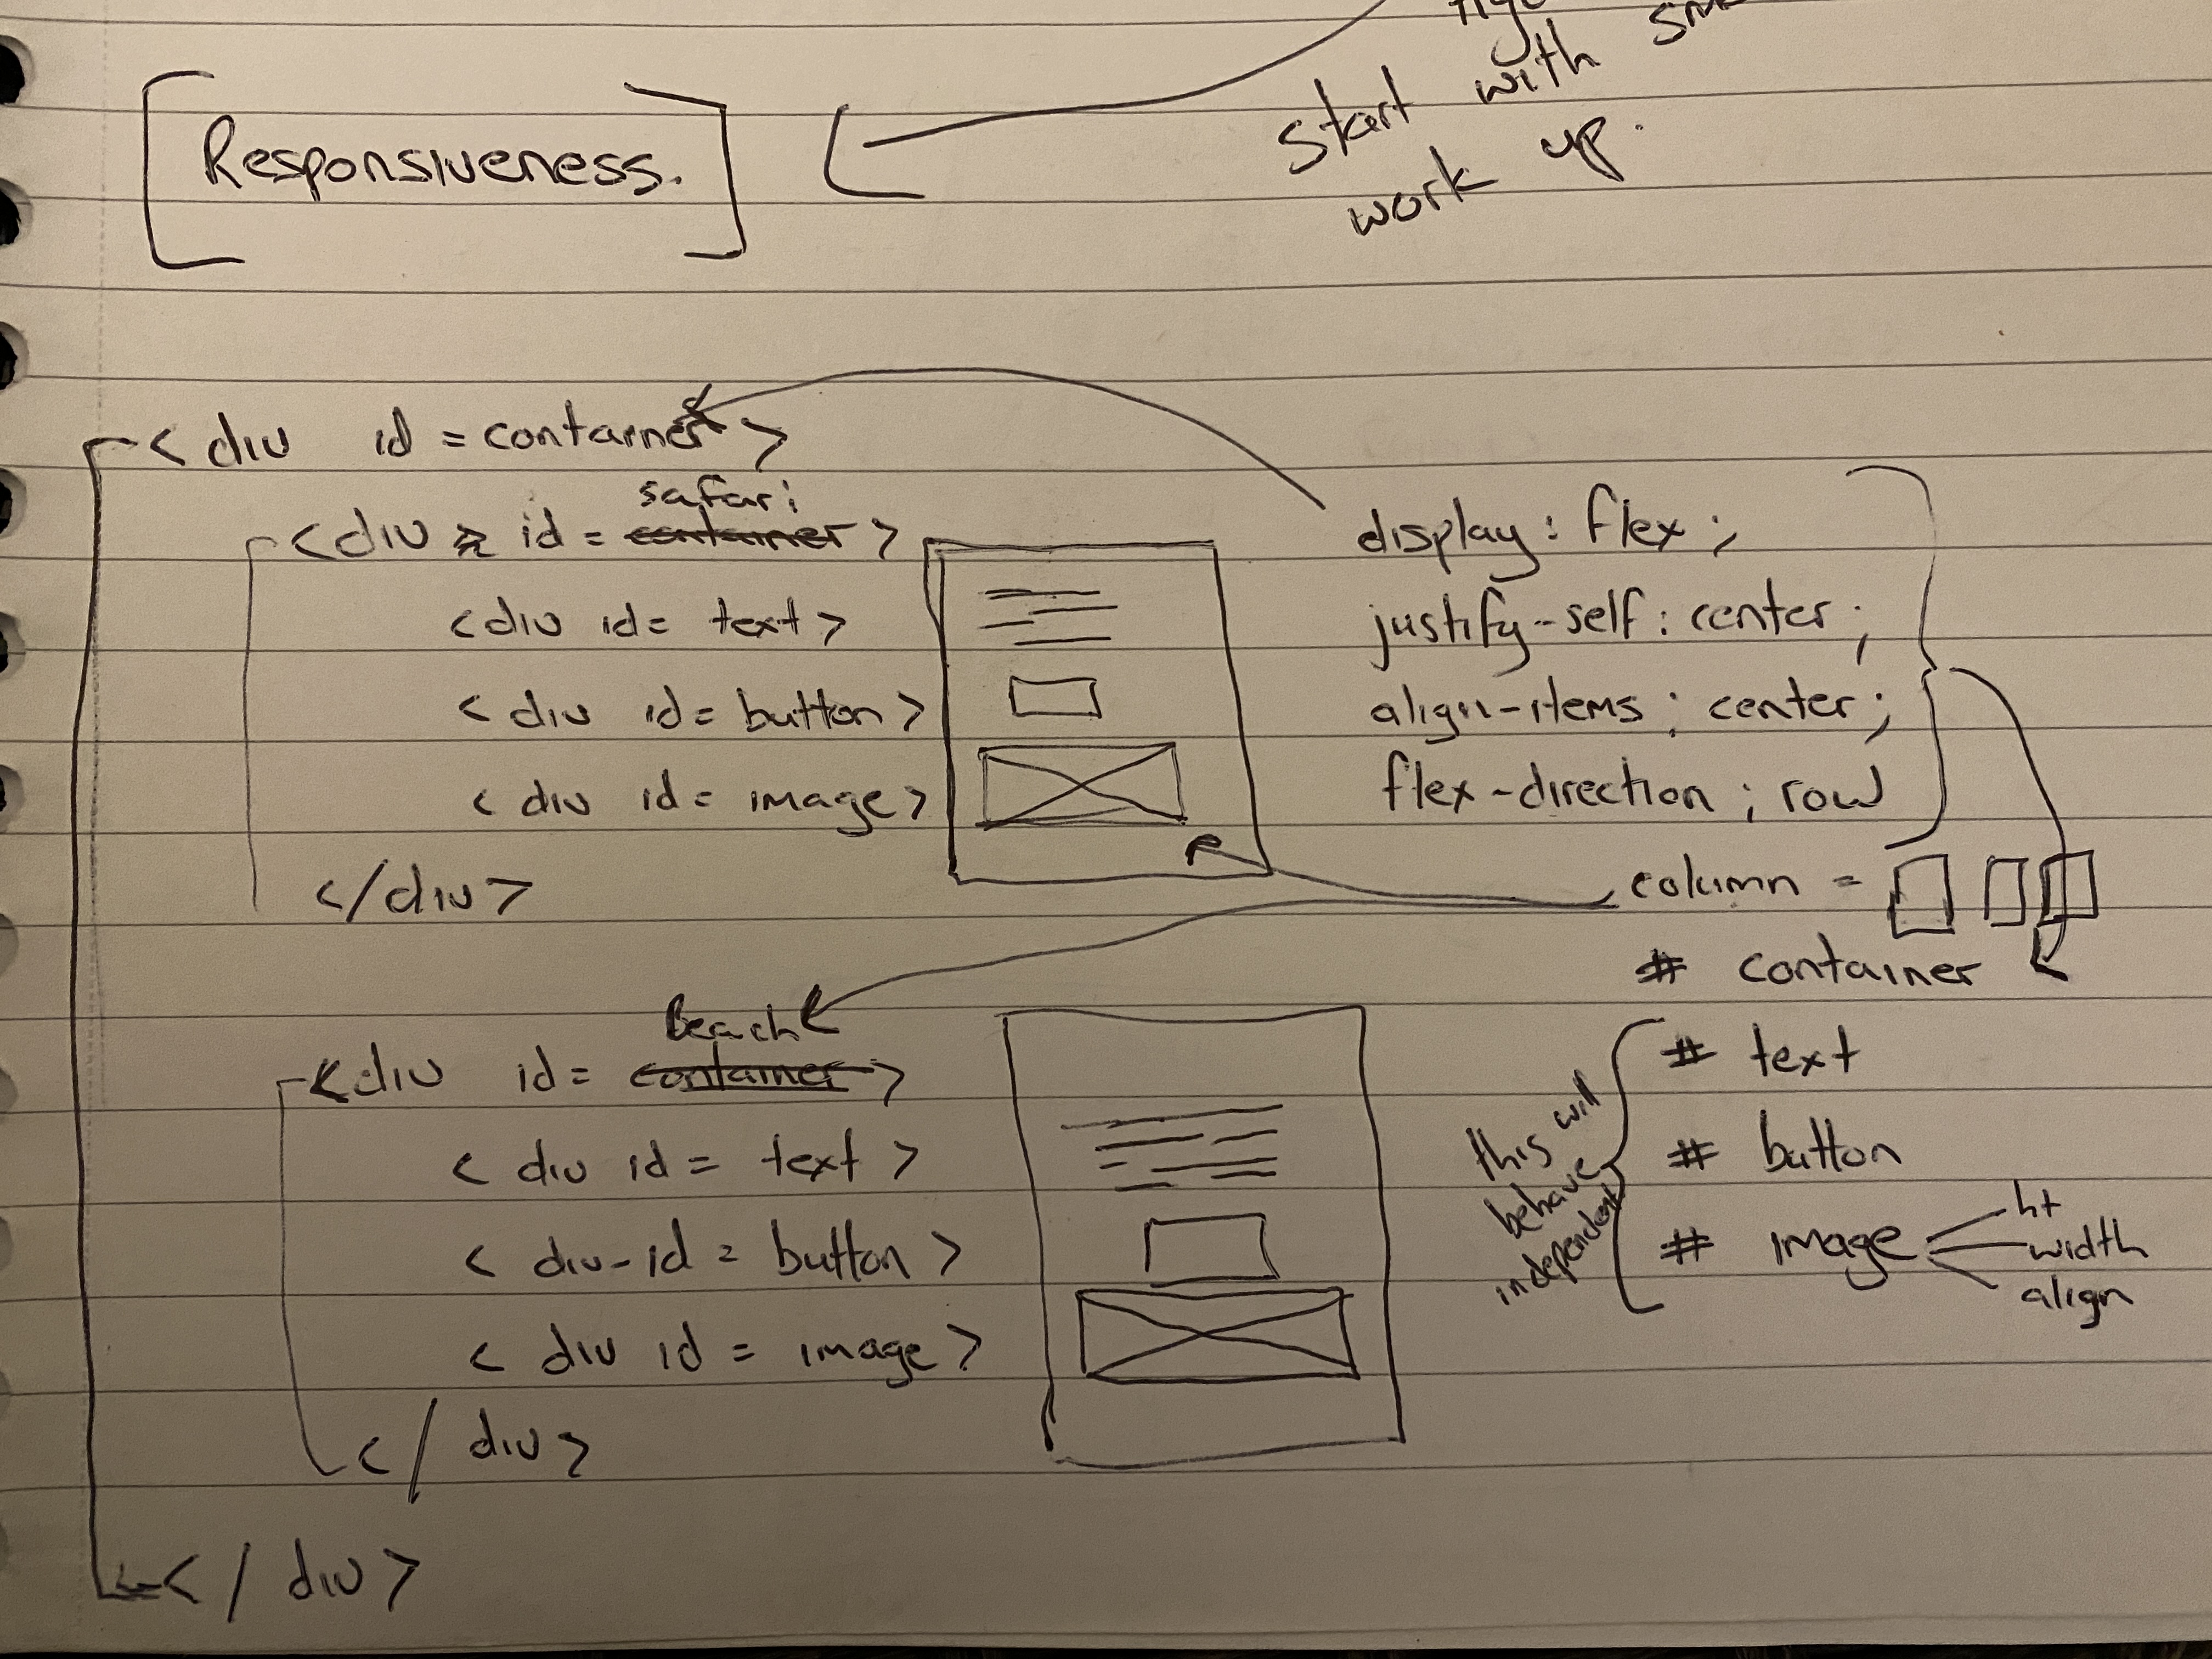 Responsiveness.
Start with
work up.
<div id = container>
safari
<div id = container>
<div id = text>
<div id = button>
<div id = image>
</div>
display: flex;
justify-self: center;
align-items: center;
flex-direction: row
column =
beach
<div id = container>
<div id = text>
<div-id = button>
<div id = image>
</div>
</div>
# container
# text
# button
# image
this will
behave
independent
ht
width
align